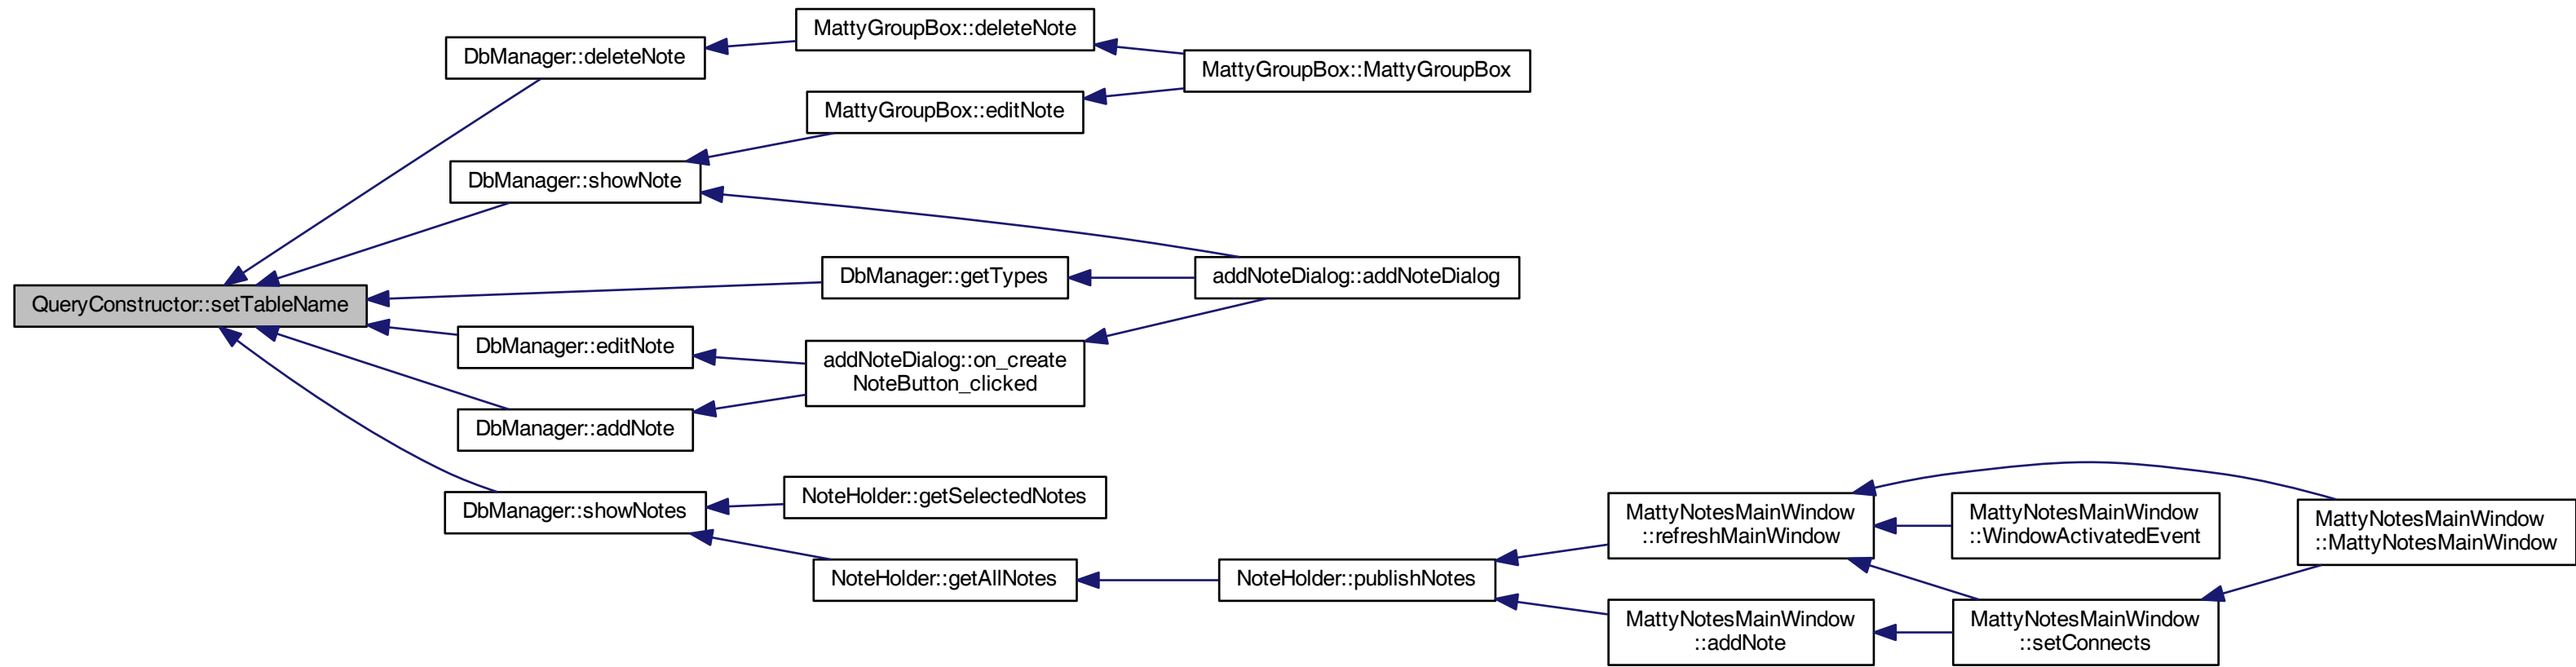 MattyGroupBox::deleteNote
DbManager::deleteNote
MattyGroupBox::MattyGroupBox
MattyGroupBox::editNote
DbManager::showNote
DbManager::getTypes
addNoteDialog::addNoteDialog
QueryConstructor::setTableName
DbManager::editNote
addNoteDialog::on_create
NoteButton_clicked
DbManager::addNote
NoteHolder::getSelectedNotes
DbManager::showNotes
MattyNotesMainWindow
::refreshMainWindow
MattyNotesMainWindow
::WindowActivatedEvent
MattyNotesMainWindow
::MattyNotesMainWindow
NoteHolder::getAllNotes
NoteHolder::publishNotes
MattyNotesMainWindow
::addNote
MattyNotesMainWindow
::setConnects